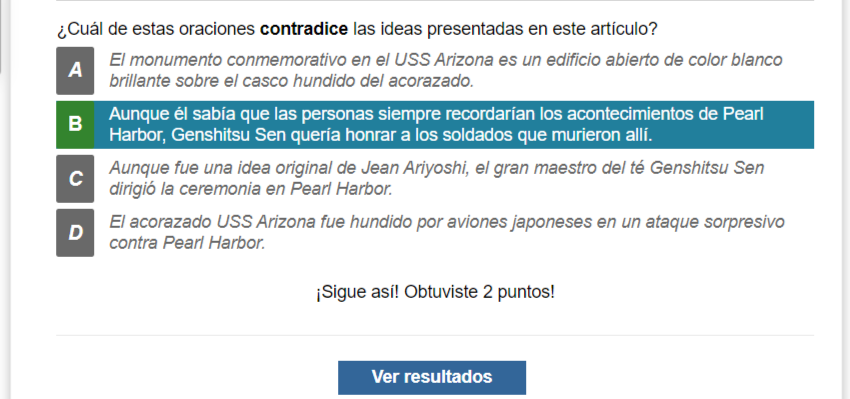 ¿Cuál de estas oraciones contradice las ideas presentadas en este artículo?
A
El monumento conmemorativo en el USS Arizona es un edificio abierto de color blanco
brillante sobre el casco hundido del acorazado.
B
Aunque él sabía que las personas siempre recordarían los acontecimientos de Pearl
Harbor, Genshitsu Sen quería honrar a los soldados que murieron allí.
C
Aunque fue una idea original de Jean Ariyoshi, el gran maestro del té Genshitsu Sen
dirigió la ceremonia en Pearl Harbor.
D
El acorazado USS Arizona fue hundido por aviones japoneses en un ataque sorpresivo
contra Pearl Harbor.
¡Sigue así! Obtuviste 2 puntos!
Ver resultados